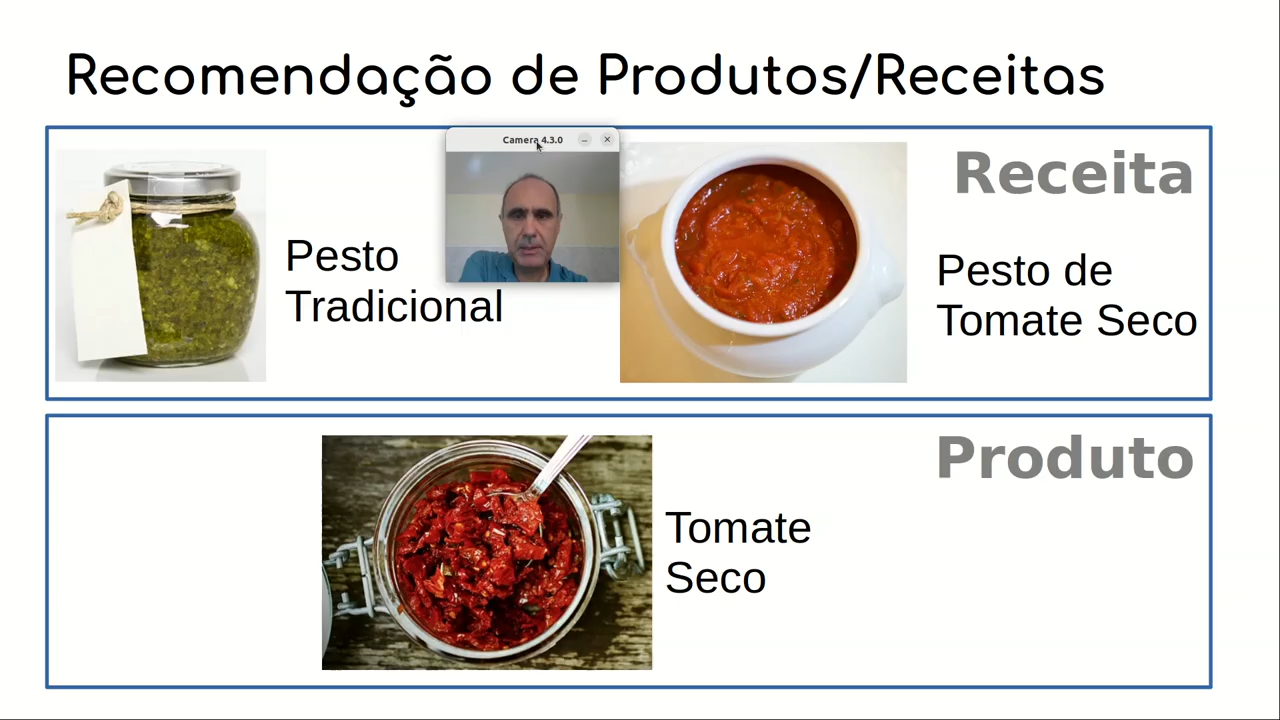 Recomendação de Produtos/Receitas
Camera 4.3.0
Receita
Pesto
Tradicional
Pesto de
Tomate Seco
Produto
Tomate
Seco